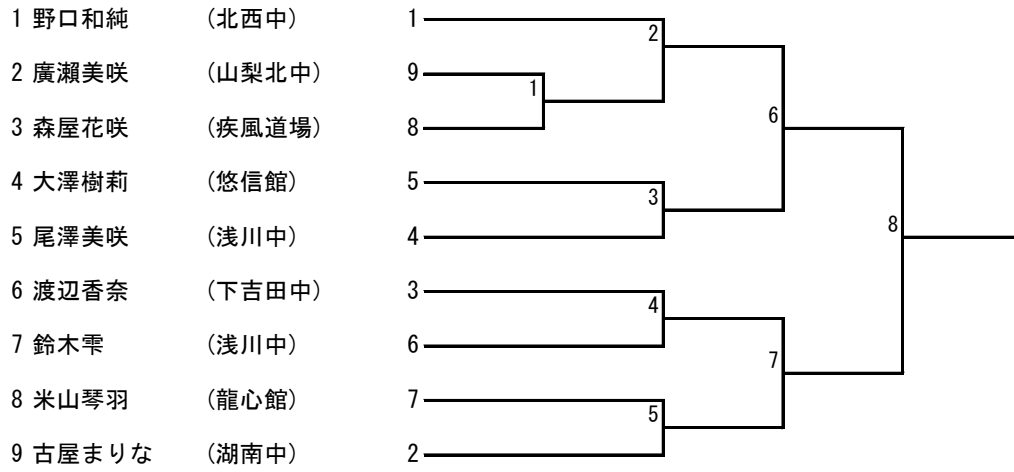 1 野口和純 (北西中) 1
2
2 廣瀬美咲 (山梨北中) 9
1
3 森屋花咲 (疾風道場) 8
6
4 大澤樹莉 (悠信館) 5
3
5 尾澤美咲 (浅川中) 4
8
6 渡辺香奈 (下吉田中) 3
4
7 鈴木雫 (浅川中) 6
7
8 米山琴羽 (龍心館) 7
5
9 古屋まりな (湖南中) 2